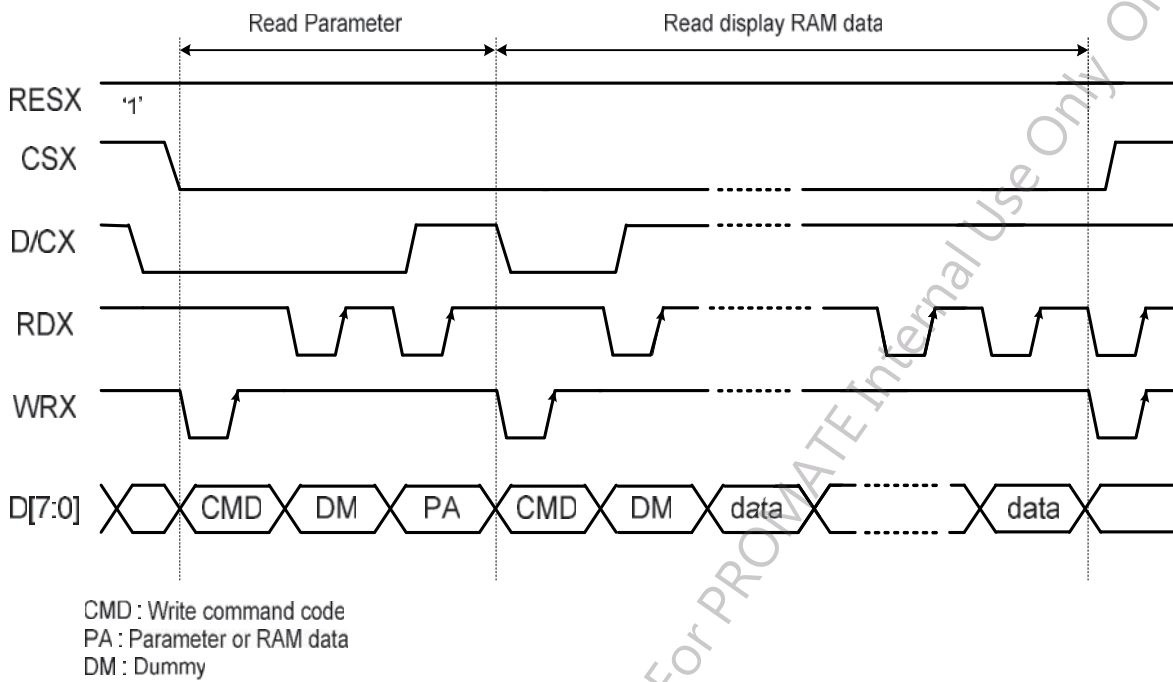 Read Parameter
Read display RAM data
RESX
'1'
CSX
D/CX
RDX
WRX
D[7:0]
CMD
DM
PA
CMD
DM
data
data
CMD : Write command code
PA : Parameter or RAM data
DM : Dummy
For PROMATE Internal Use Only